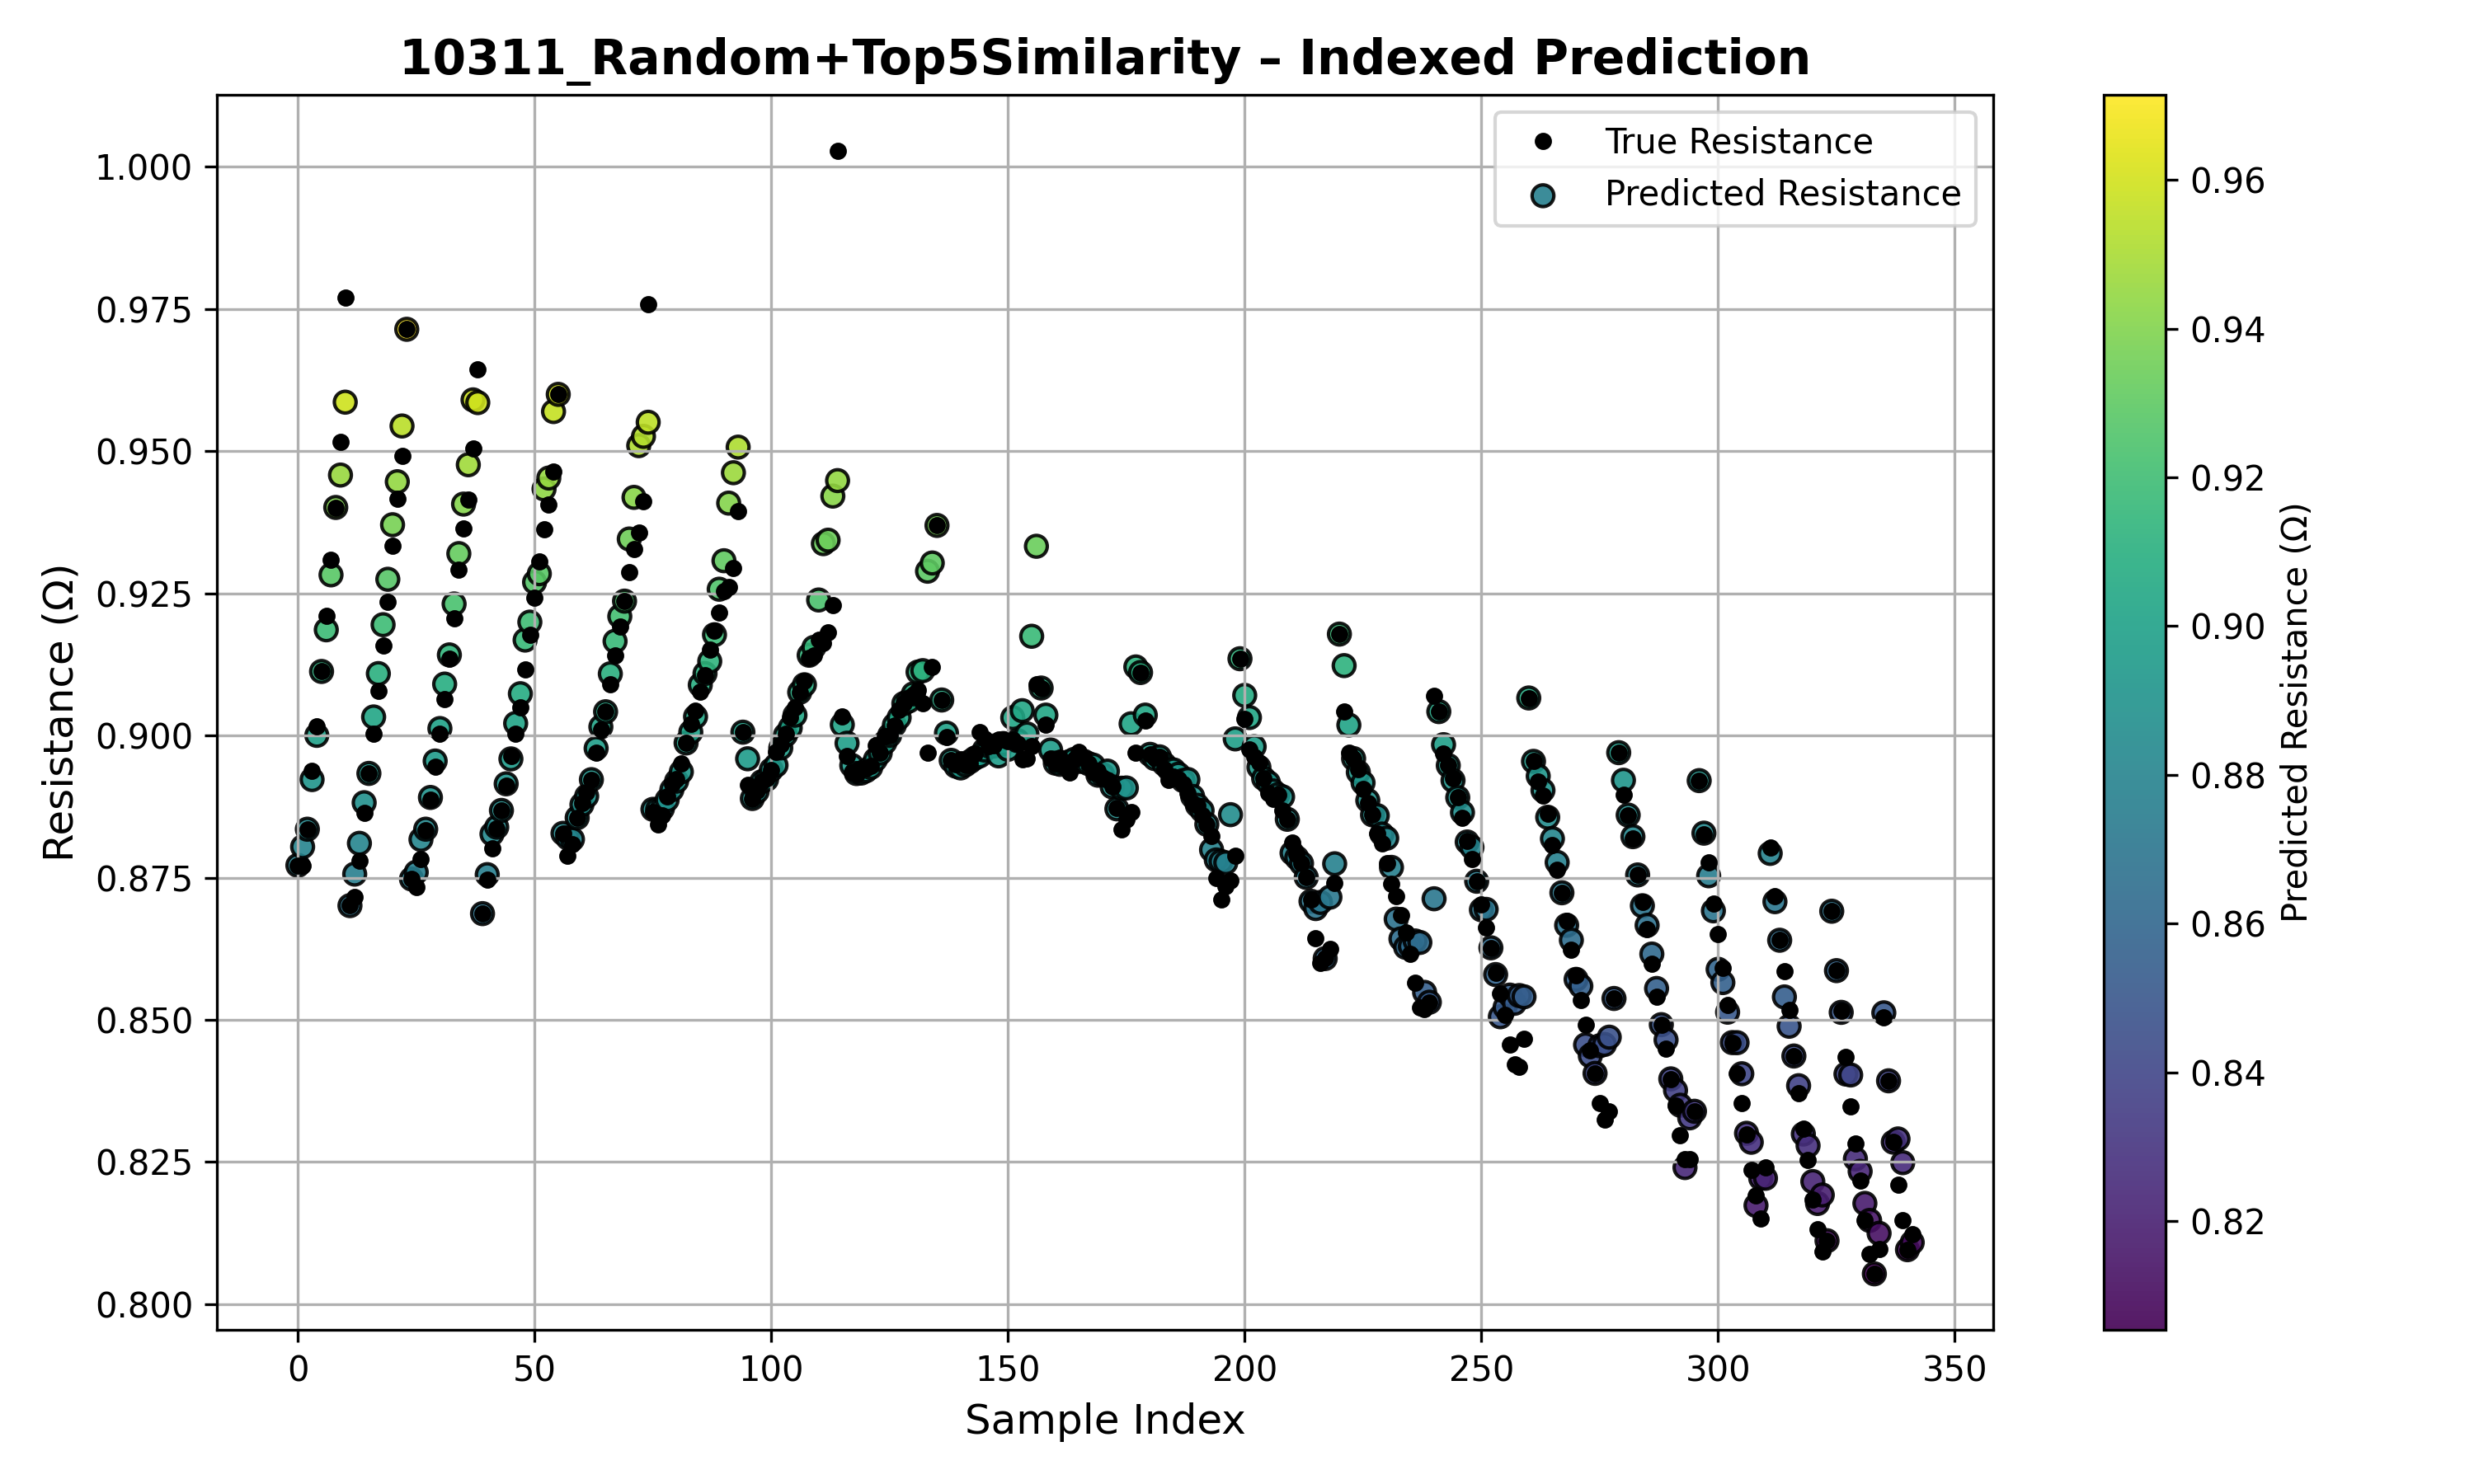 10311_Random+Top5Similarity – Indexed Prediction
True Resistance
Predicted Resistance
Resistance (Ω)
1.000
0.975
0.950
0.925
0.900
0.875
0.850
0.825
0.800
0 50 100 150 200 250 300 350
Sample Index
0.96
0.94
0.92
0.90
0.88
0.86
0.84
0.82
Predicted Resistance (Ω)